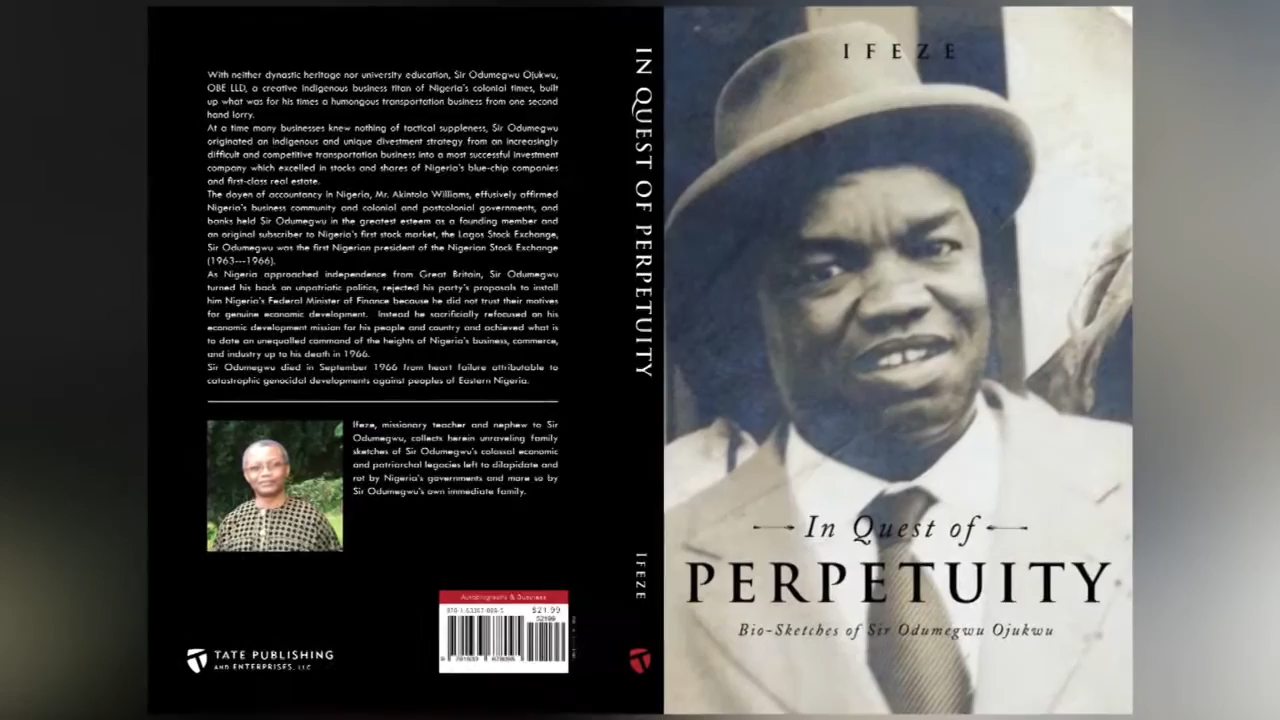 With neither dynastic heritage nor university education, Sir Odumegwu Ojukwu,
OBE LLD, a creative indigenous business titan of Nigeria's colonial times, built
up what was for his times a humongous transportation business from one second
hand lorry.
At a time many businesses knew nothing of tactical suppleness, Sir Odumegwu
originated an indigenous and unique divestment strategy from an increasingly
difficult and competitive transportation business into a most successful investment
company which excelled in stocks and shares of Nigeria's blue-chip companies
and first-class real estate.
The doyen of accountancy in Nigeria, Mr. Akintola Williams, effusively affirmed
Nigeria's business community and colonial and postcolonial governments, and
banks held Sir Odumegwu in the greatest esteem as a founding member and
an original subscriber to Nigeria's first stock market, the Lagos Stock Exchange,
Sir Odumegwu was the first Nigerian president of the Nigerian Stock Exchange
(1963---1966).
As Nigeria approached independence from Great Britain, Sir Odumegwu
turned his back on unpatriotic politics, rejected his party's proposals to install
him Nigeria's Federal Minister of Finance because he did not trust their motives
for genuine economic development. Instead he sacrificially refocused on his
economic development mission for his people and country and achieved what is
to date an unequalled command of the heights of Nigeria's business, commerce,
and industry up to his death in 1966.
Sir Odumegwu died in September 1966 from heart failure attributable to
catastrophic genocidal developments against peoples of Eastern Nigeria.
Ifeze, missionary teacher and nephew to Sir
Odumegwu, collects herein unraveling family
sketches of Sir Odumegwu's colossal economic
and patriarchal legacies left to dilapidate and
rot by Nigeria's governments and more so by
Sir Odumegwu's own immediate family.
TATE PUBLISHING
AND ENTERPRISES, LLC
$21.99
IN QUEST OF PERPETUITY
IFEZE
IFEZE
In Quest of
PERPETUITY
Bio-Sketches of Sir Odumegwu Ojukwu